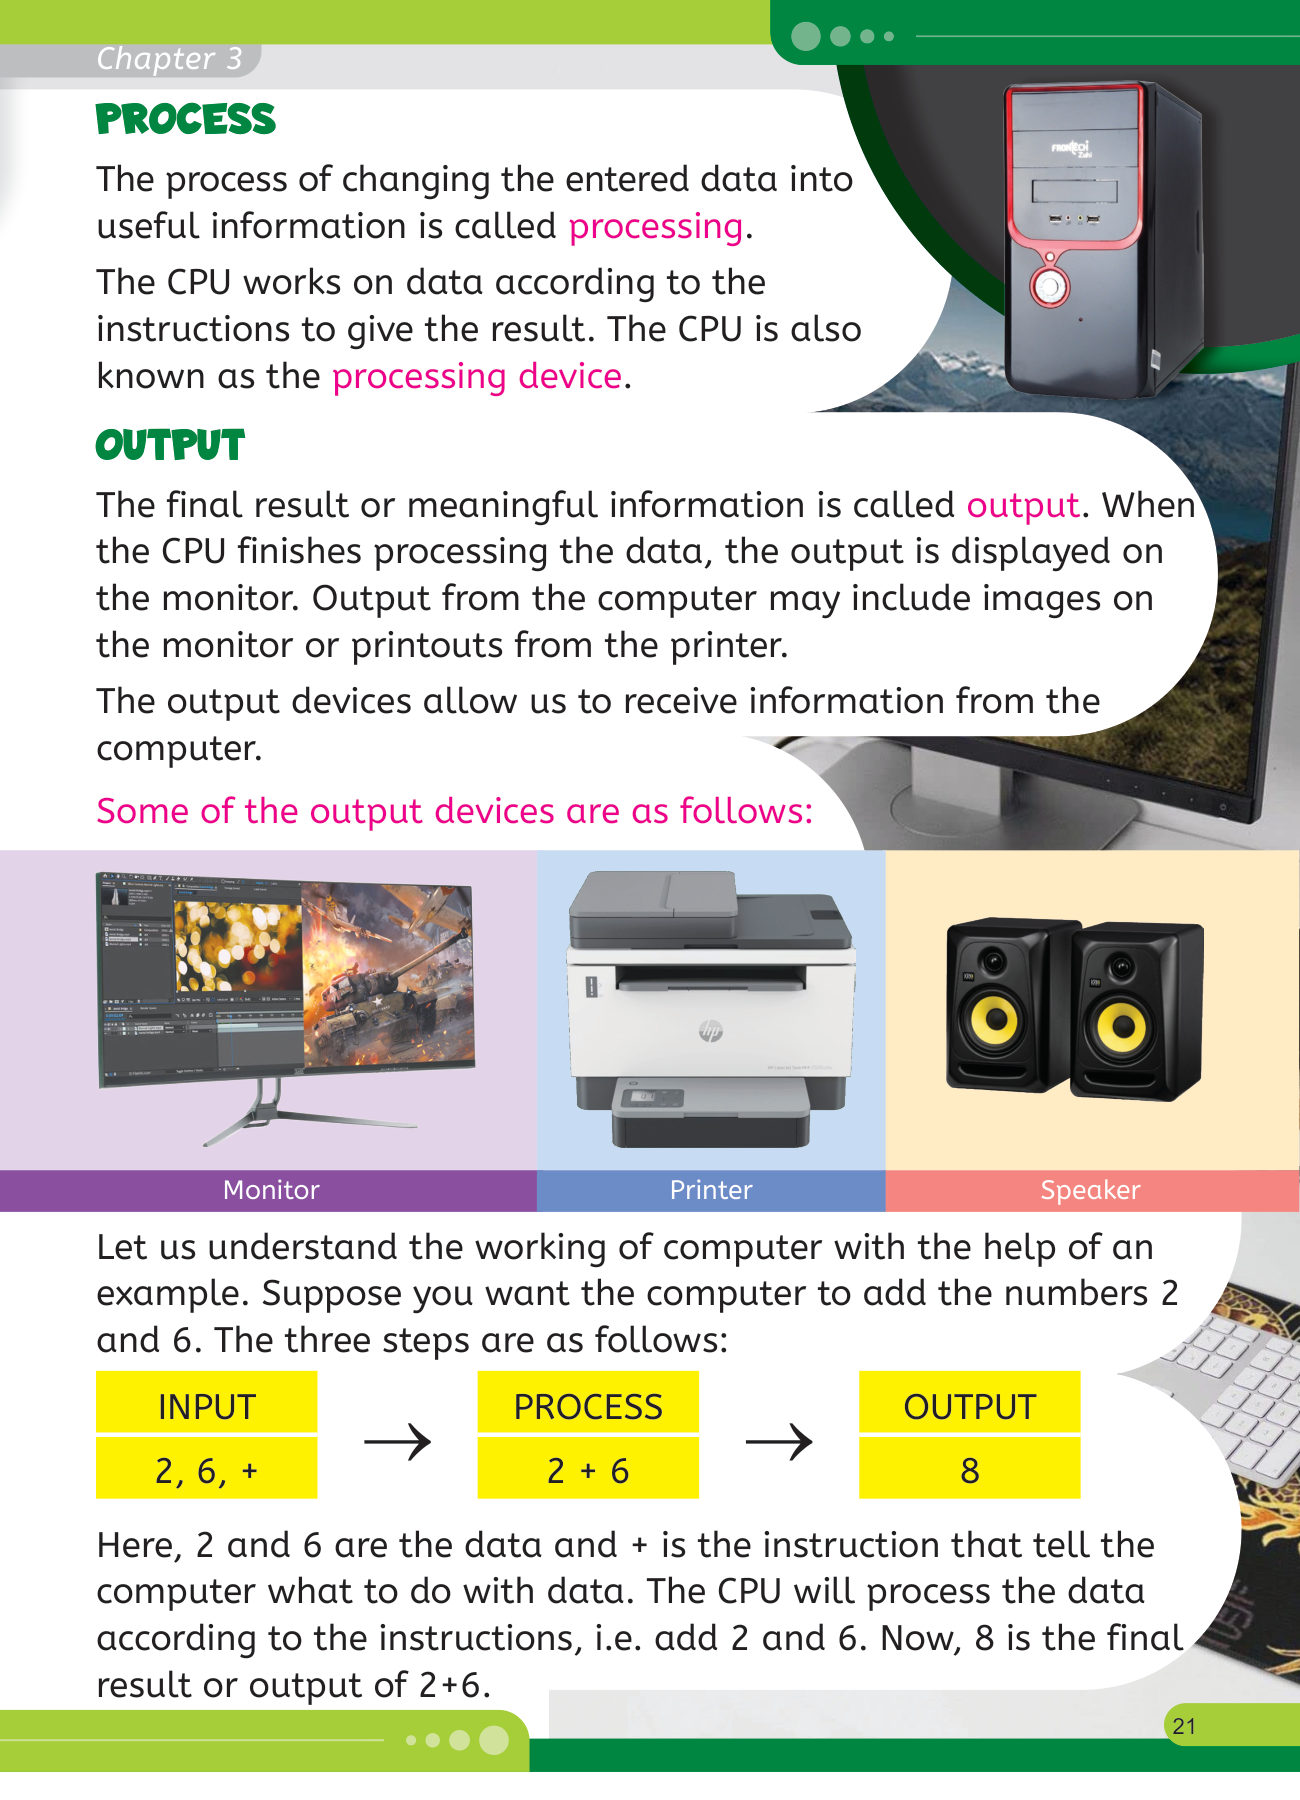 Chapter 3
PROCESS
The process of changing the entered data into
useful information is called processing.
The CPU works on data according to the
instructions to give the result. The CPU is also
known as the processing device.
OUTPUT
The final result or meaningful information is called output. When
the CPU finishes processing the data, the output is displayed on
the monitor. Output from the computer may include images on
the monitor or printouts from the printer.
The output devices allow us to receive information from the
computer.
Some of the output devices are as follows:
hp
Monitor
Printer
Speaker
Let us understand the working of computer with the help of an
example. Suppose you want the computer to add the numbers 2
and 6. The three steps are as follows:
INPUT
2, 6, +
→
PROCESS
2 + 6
→
OUTPUT
8
Here, 2 and 6 are the data and + is the instruction that tell the
computer what to do with data. The CPU will process the data
according to the instructions, i.e. add 2 and 6. Now, 8 is the final
result or output of 2+6.
21